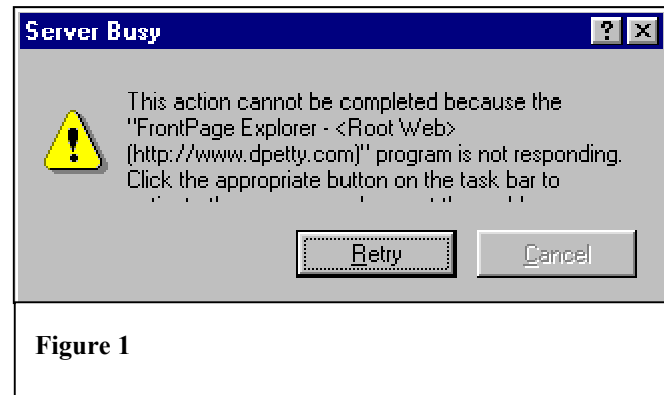 Server Busy
This action cannot be completed because the
"FrontPage Explorer - <Root Web>
(http://www.dpetty.com)" program is not responding.
Click the appropriate button on the task bar to
Retry
Cancel
Figure 1